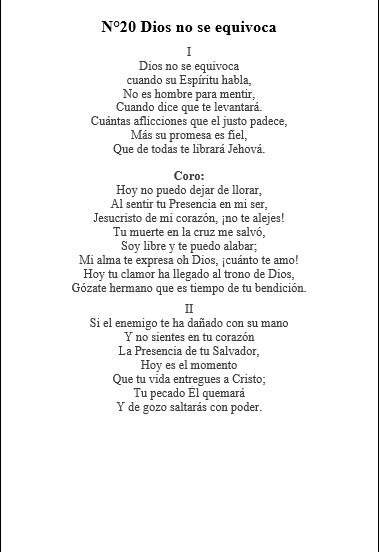 N°20 Dios no se equivoca
I
Dios no se equivoca
cuando su Espíritu habla,
No es hombre para mentir,
Cuando dice que te levantará.
Cuántas aflicciones que el justo padece,
Más su promesa es fiel,
Que de todas te librará Jehová.
Coro:
Hoy no puedo dejar de llorar,
Al sentir tu Presencia en mi ser,
Jesucristo de mi corazón, ¡no te alejes!
Tu muerte en la cruz me salvó,
Soy libre y te puedo alabar;
Mi alma te expresa oh Dios, ¡cuánto te amo!
Hoy tu clamor ha llegado al trono de Dios,
Gózate hermano que es tiempo de tu bendición.
II
Si el enemigo te ha dañado con su mano
Y no sientes en tu corazón
La Presencia de tu Salvador,
Hoy es el momento
Que tu vida entregues a Cristo;
Tu pecado Él quemará
Y de gozo saltarás con poder.